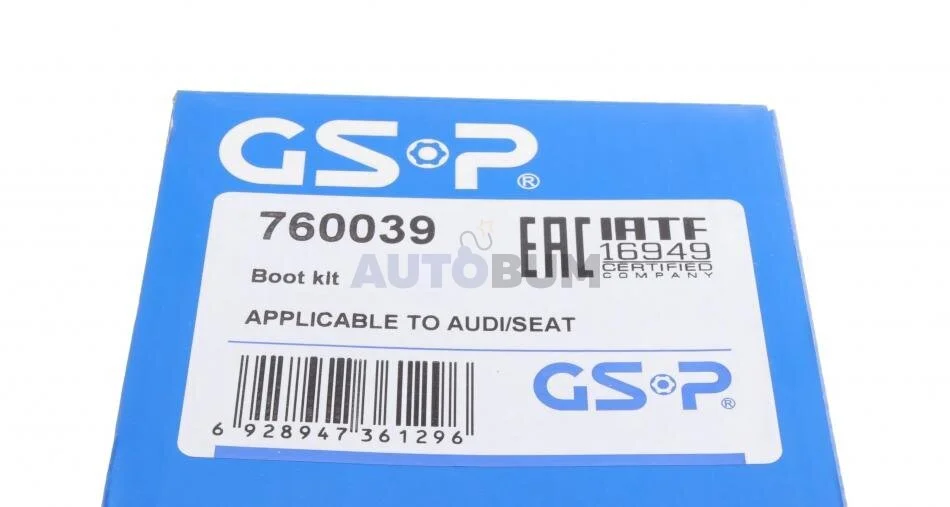 GSP®
760039
EAC
IATF
16949
CERTIFIED
COMPANY
AUTOBUM
Boot kit
APPLICABLE TO AUDI/SEAT
GSP®
6 928947 361296